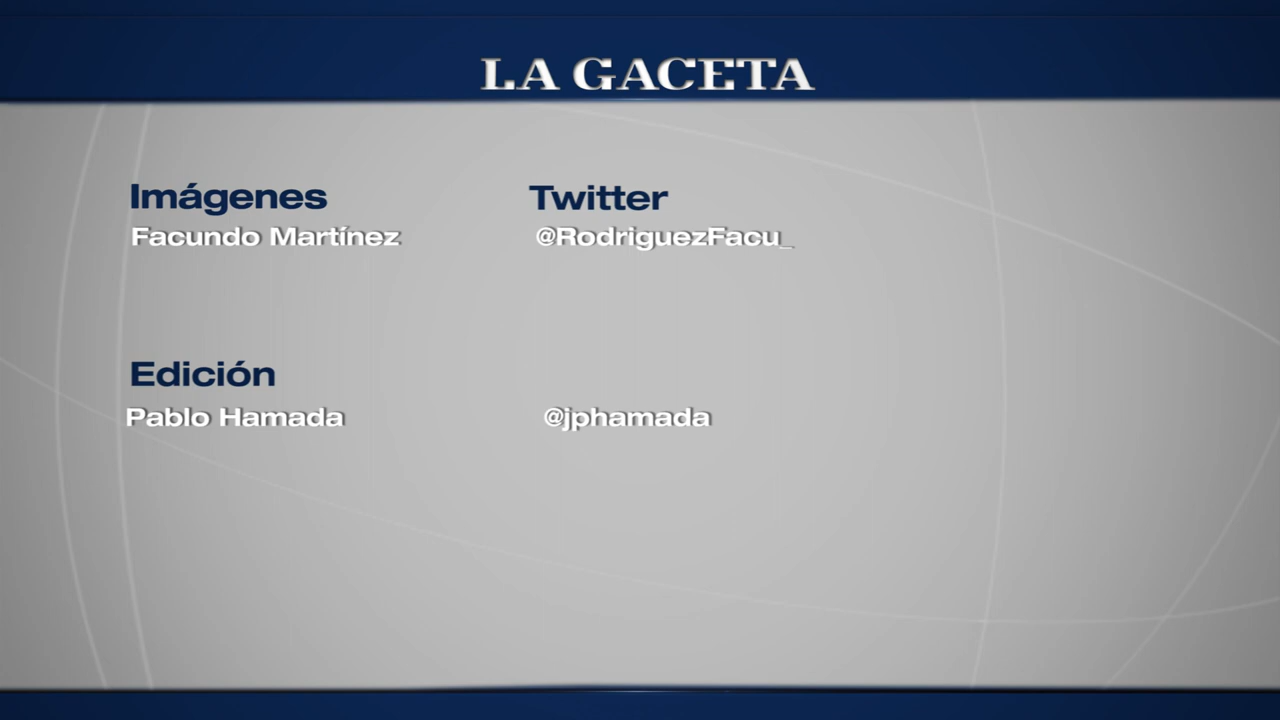 LA GACETA
Imágenes
Twitter
Facundo Martínez
@RodriguezFacu_
Edición
Pablo Hamada
@jphamada